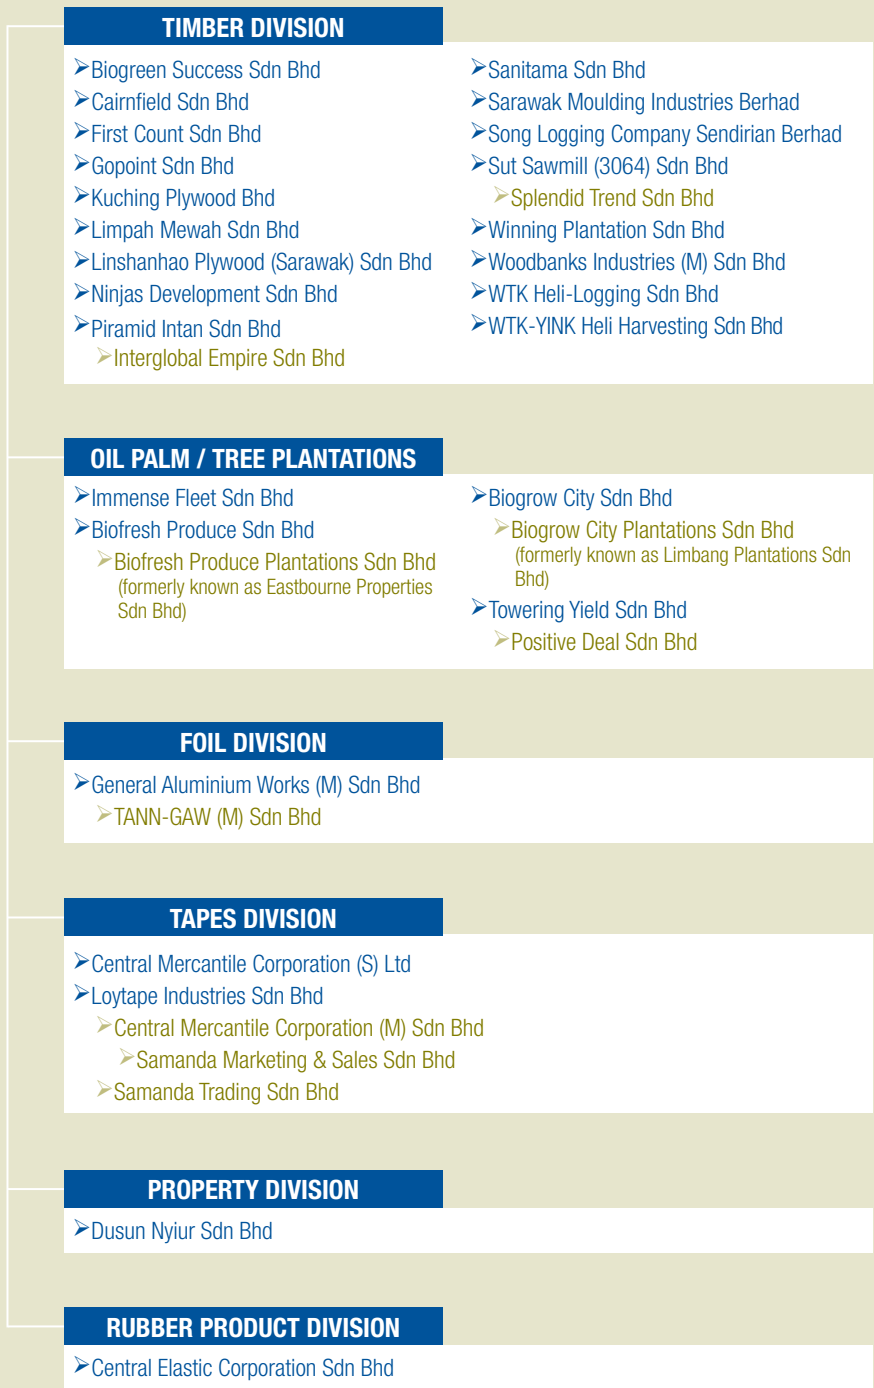 TIMBER DIVISION
➢Biogreen Success Sdn Bhd
➢Cairnfield Sdn Bhd
➢First Count Sdn Bhd
➢Gopoint Sdn Bhd
➢Kuching Plywood Bhd
➢Limpah Mewah Sdn Bhd
➢Linshanhao Plywood (Sarawak) Sdn Bhd
➢Ninjas Development Sdn Bhd
➢Piramid Intan Sdn Bhd
➢Interglobal Empire Sdn Bhd
➢Sanitama Sdn Bhd
➢Sarawak Moulding Industries Berhad
➢Song Logging Company Sendirian Berhad
➢Sut Sawmill (3064) Sdn Bhd
➢Splendid Trend Sdn Bhd
➢Winning Plantation Sdn Bhd
➢Woodbanks Industries (M) Sdn Bhd
➢WTK Heli-Logging Sdn Bhd
➢WTK-YINK Heli Harvesting Sdn Bhd
OIL PALM / TREE PLANTATIONS
➢Immense Fleet Sdn Bhd
➢Biofresh Produce Sdn Bhd
➢Biofresh Produce Plantations Sdn Bhd
(formerly known as Eastbourne Properties
Sdn Bhd)
➢Biogrow City Sdn Bhd
➢Biogrow City Plantations Sdn Bhd
(formerly known as Limbang Plantations Sdn
Bhd)
➢Towering Yield Sdn Bhd
➢Positive Deal Sdn Bhd
FOIL DIVISION
➢General Aluminium Works (M) Sdn Bhd
➢TANN-GAW (M) Sdn Bhd
TAPES DIVISION
➢Central Mercantile Corporation (S) Ltd
➢Loytape Industries Sdn Bhd
➢Central Mercantile Corporation (M) Sdn Bhd
➢Samanda Marketing & Sales Sdn Bhd
➢Samanda Trading Sdn Bhd
PROPERTY DIVISION
➢Dusun Nyiur Sdn Bhd
RUBBER PRODUCT DIVISION
➢Central Elastic Corporation Sdn Bhd